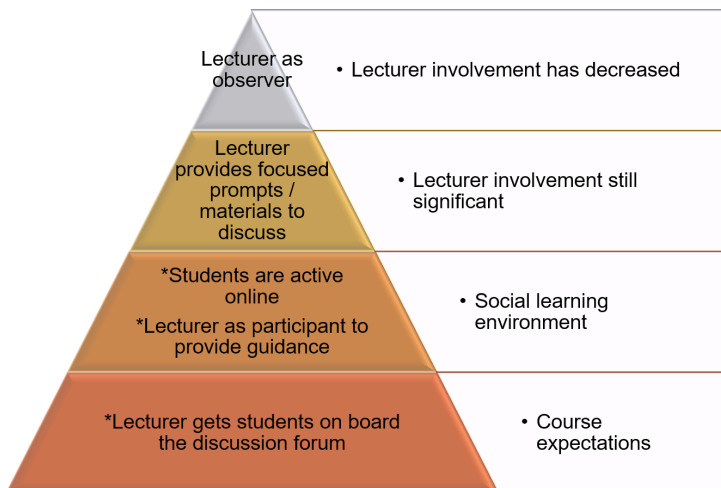 Lecturer as
observer
• Lecturer involvement has decreased
Lecturer
provides focused
prompts /
materials to
discuss
• Lecturer involvement still
significant
*Students are active
online
*Lecturer as participant to
provide guidance
• Social learning
environment
*Lecturer gets students on board
the discussion forum
• Course
expectations